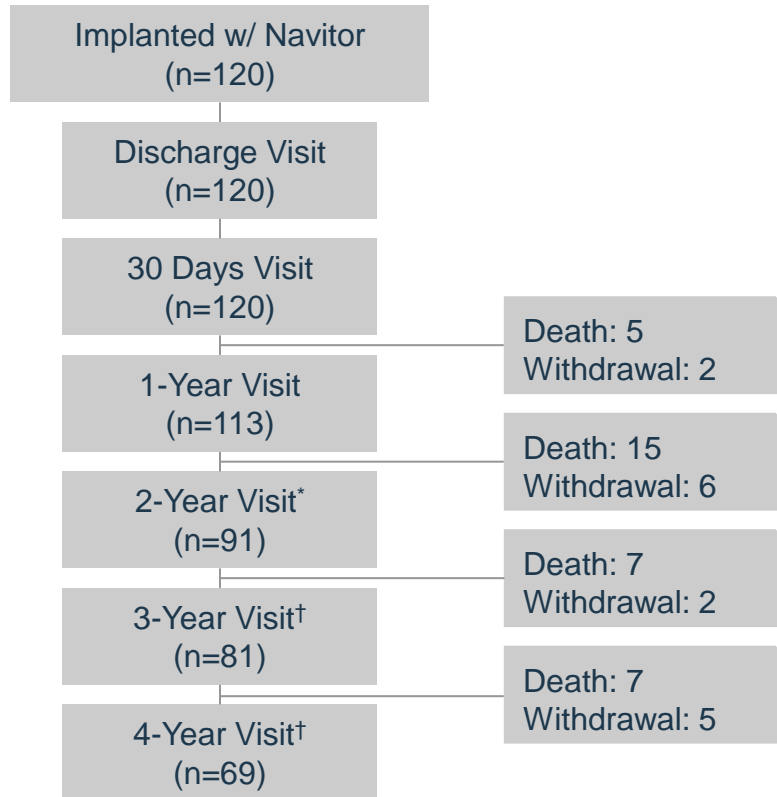 Implanted w/ Navitor
(n=120)
Discharge Visit
(n=120)
30 Days Visit
(n=120)
Death: 5
Withdrawal: 2
1-Year Visit
(n=113)
Death: 15
Withdrawal: 6
2-Year Visit*
(n=91)
Death: 7
Withdrawal: 2
3-Year Visit†
(n=81)
Death: 7
Withdrawal: 5
4-Year Visit†
(n=69)